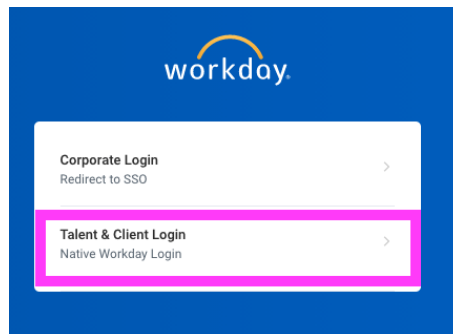 workday.
Corporate Login
Redirect to SSO
Talent & Client Login
Native Workday Login